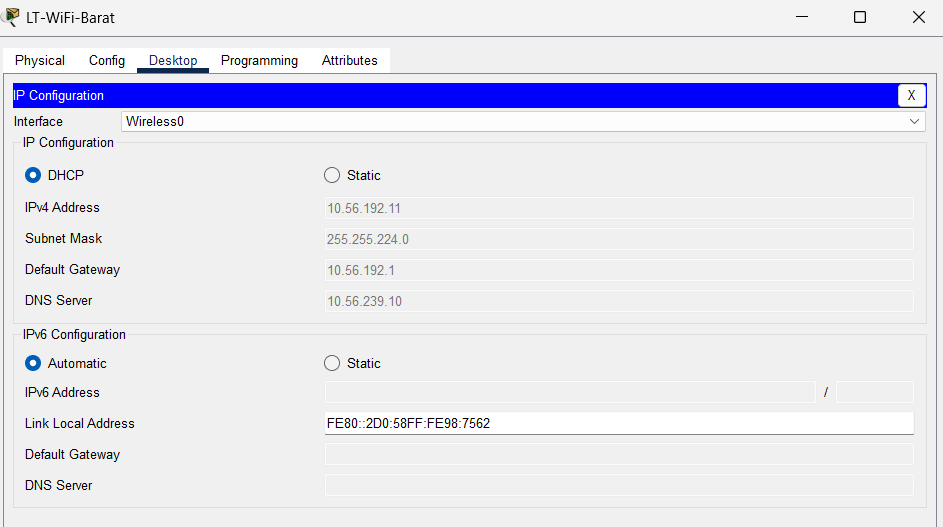 LT-WiFi-Barat
Physical Config Desktop Programming Attributes
IP Configuration X
Interface Wireless0
IP Configuration
DHCP Static
IPv4 Address 10.56.192.11
Subnet Mask 255.255.224.0
Default Gateway 10.56.192.1
DNS Server 10.56.239.10
IPv6 Configuration
Automatic Static
IPv6 Address /
Link Local Address FE80::2D0:58FF:FE98:7562
Default Gateway
DNS Server